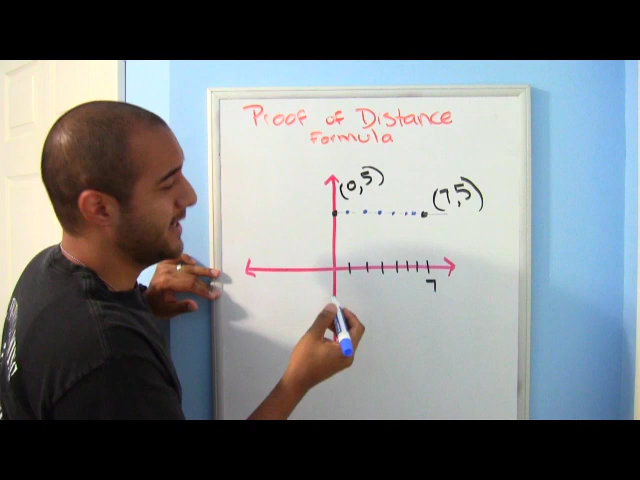 Proof of Distance
Formula
(0,5)
(7,5)
7